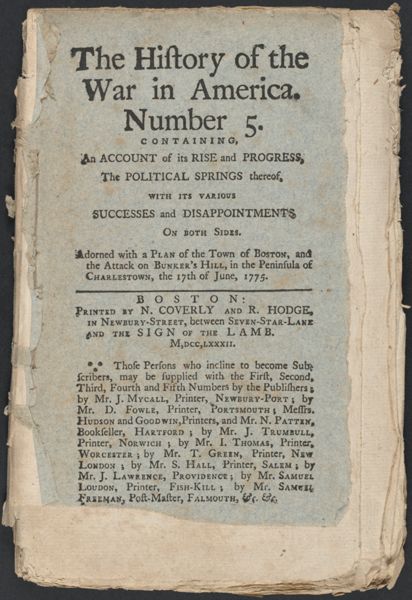 The Hiſtory of the
War in America.
Number 5.
CONTAINING,
An ACCOUNT of its RISE and PROGRESS,
The POLITICAL SPRINGS thereof,
WITH ITS VARIOUS
SUCCESSES and DISAPPOINTMENTS
ON BOTH SIDES.
Adorned with a PLAN of the Town of BOSTON, and
the Attack on BUNKER'S HILL, in the Peninſula of
CHARLESTOWN, the 17th of June, 1775.
BOSTON:
PRINTED BY N. COVERLY AND R. HODGE,
IN NEWBURY-STREET, between SEVEN-STAR-LANE
AND THE SIGN OF THE LAMB.
M,DCC,LXXXII.
Thoſe Perſons who incline to become Sub-
ſcribers, may be ſupplied with the Firſt, Second,
Third, Fourth and Fifth Numbers by the Publiſhers;
by Mr. J. MYCALL, Printer, NEWBURY-PORT; by
Mr. D. FOWLE, Printer, PORTSMOUTH; Meſſrs.
HUDSON and GOODWIN, Printers, and Mr. N. PATTEN,
Bookſeller, HARTFORD; by Mr. J. TRUMBULL,
Printer, NORWICH; by Mr. I. THOMAS, Printer,
WORCESTER; by Mr. T. GREEN, Printer, NEW
LONDON; by Mr. S. HALL, Printer, SALEM; by
Mr. J. LAWRENCE, PROVIDENCE; by Mr. SAMUEL
LOUDON, Printer, FISH-KILL; by Mr. SAMUEL
FREEMAN, Poſt-Maſter, FALMOUTH, &c. &c.